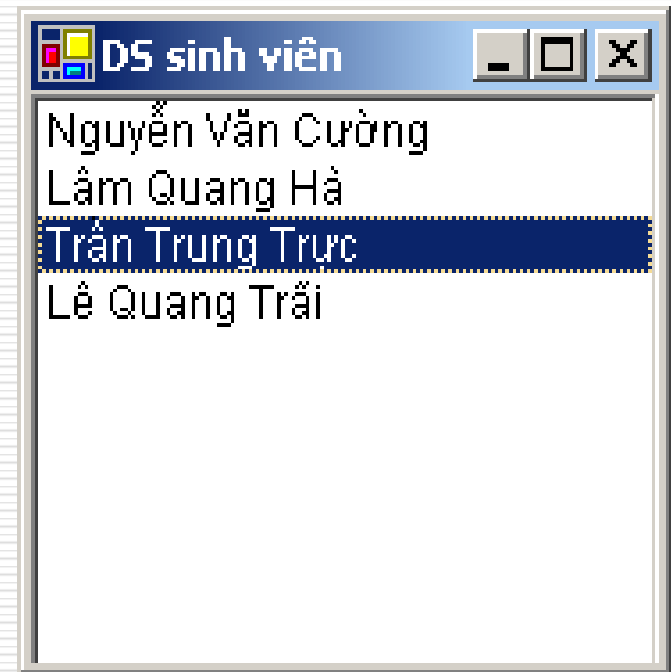 DS sinh viên
Nguyễn Văn Cường
Lâm Quang Hà
Trần Trung Trực
Lê Quang Trãi